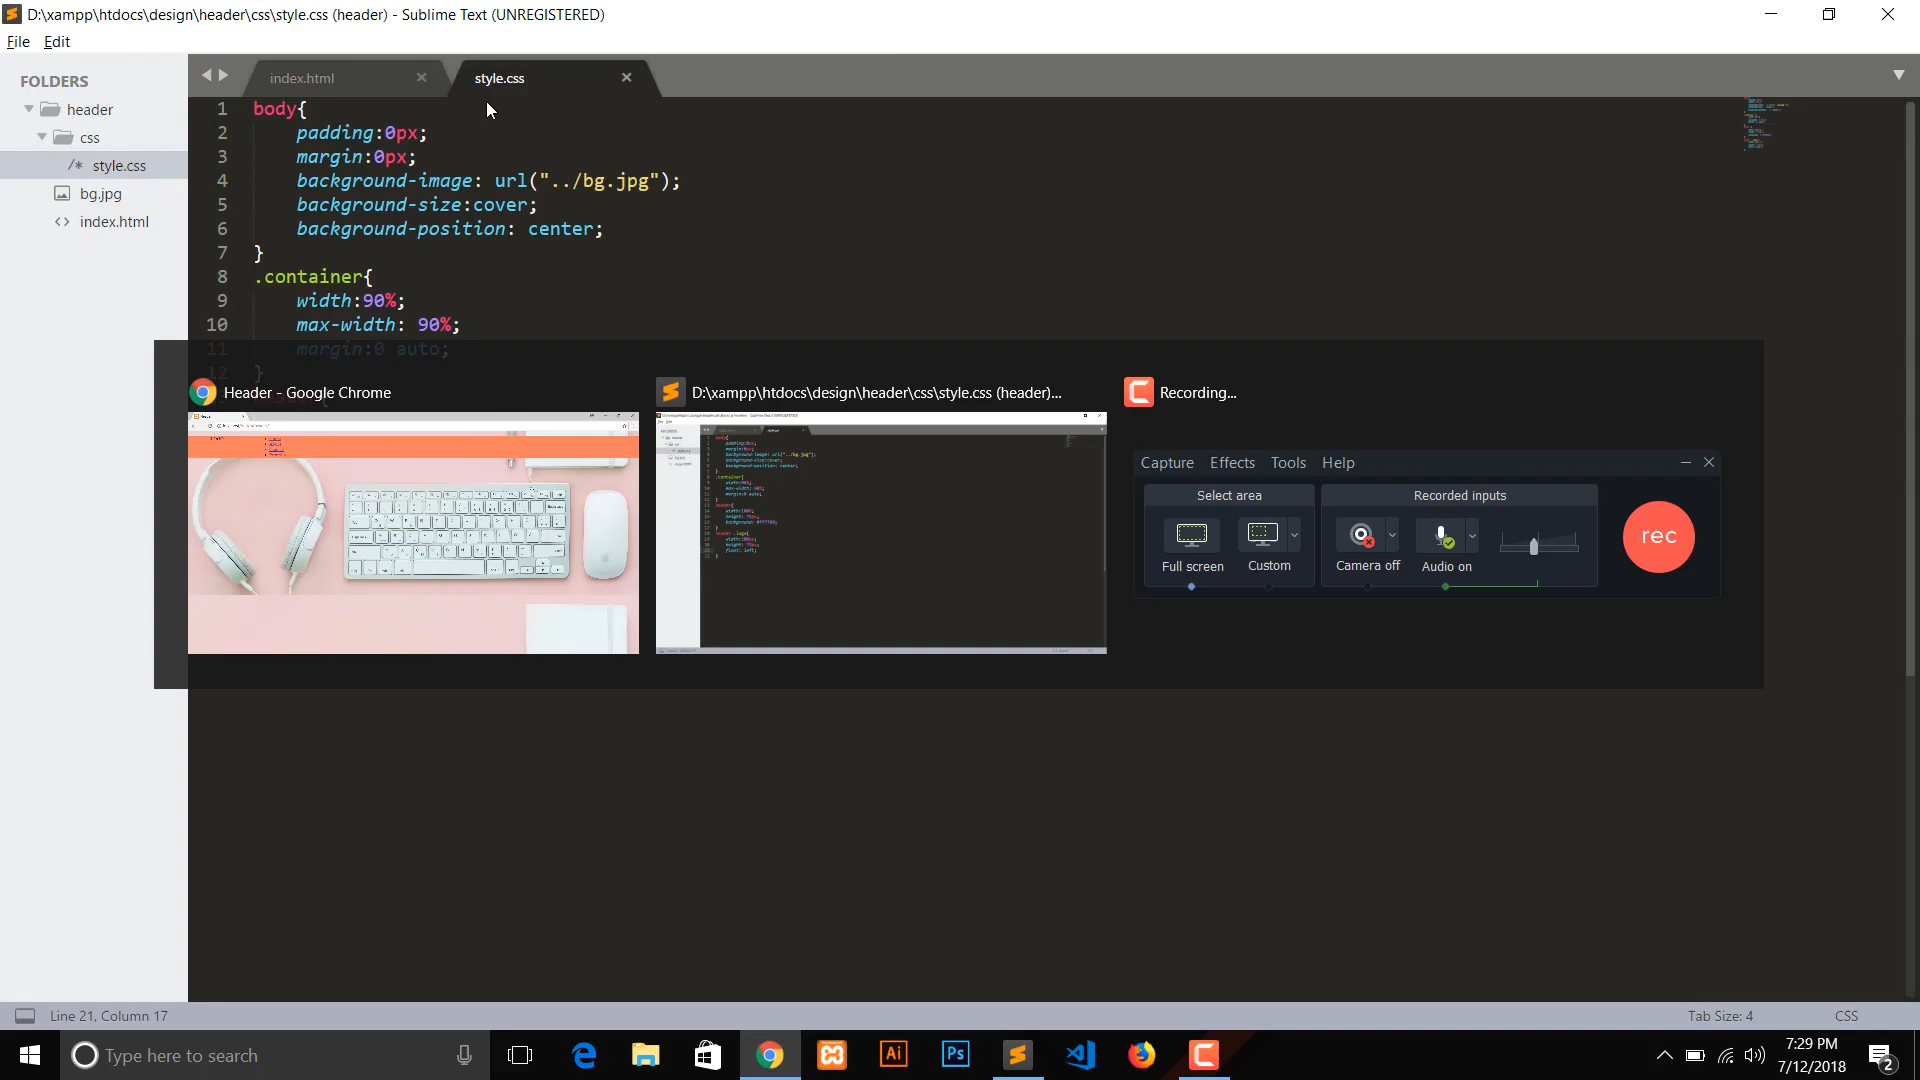 D:\xampp\htdocs\design\header\css\style.css (header) - Sublime Text (UNREGISTERED)
File Edit
FOLDERS
header
css
/* style.css
bg.jpg
<> index.html
index.html
style.css
1 body{
2 padding:0px;
3 margin:0px;
4 background-image: url("../bg.jpg");
5 background-size:cover;
6 background-position: center;
7 }
8 .container{
9 width:90%;
10 max-width: 90%;
11 margin:0 auto;
12 }
Header - Google Chrome
D:\xampp\htdocs\design\header\css\style.css (header)...
Recording...
Capture Effects Tools Help
Select area
Recorded inputs
Full screen
Custom
Camera off
Audio on
rec
Line 21, Column 17
Tab Size: 4
CSS
Type here to search
Ai
Ps
7:29 PM
7/12/2018
2